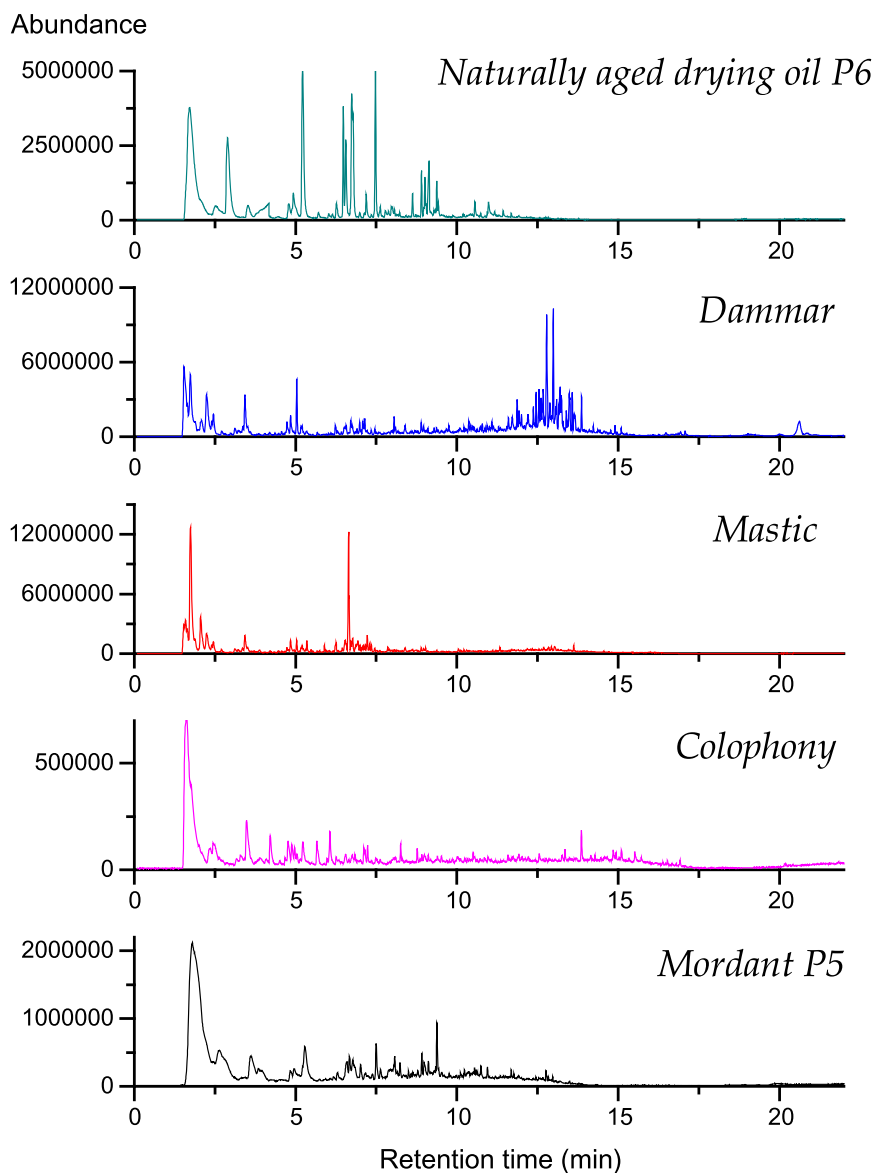 Abundance
Naturally aged drying oil P6
5000000
2500000
0
0 5 10 15 20
Dammar
12000000
6000000
0
0 5 10 15 20
Mastic
12000000
6000000
0
0 5 10 15 20
Colophony
500000
0
0 5 10 15 20
Mordant P5
2000000
1000000
0
0 5 10 15 20
Retention time (min)